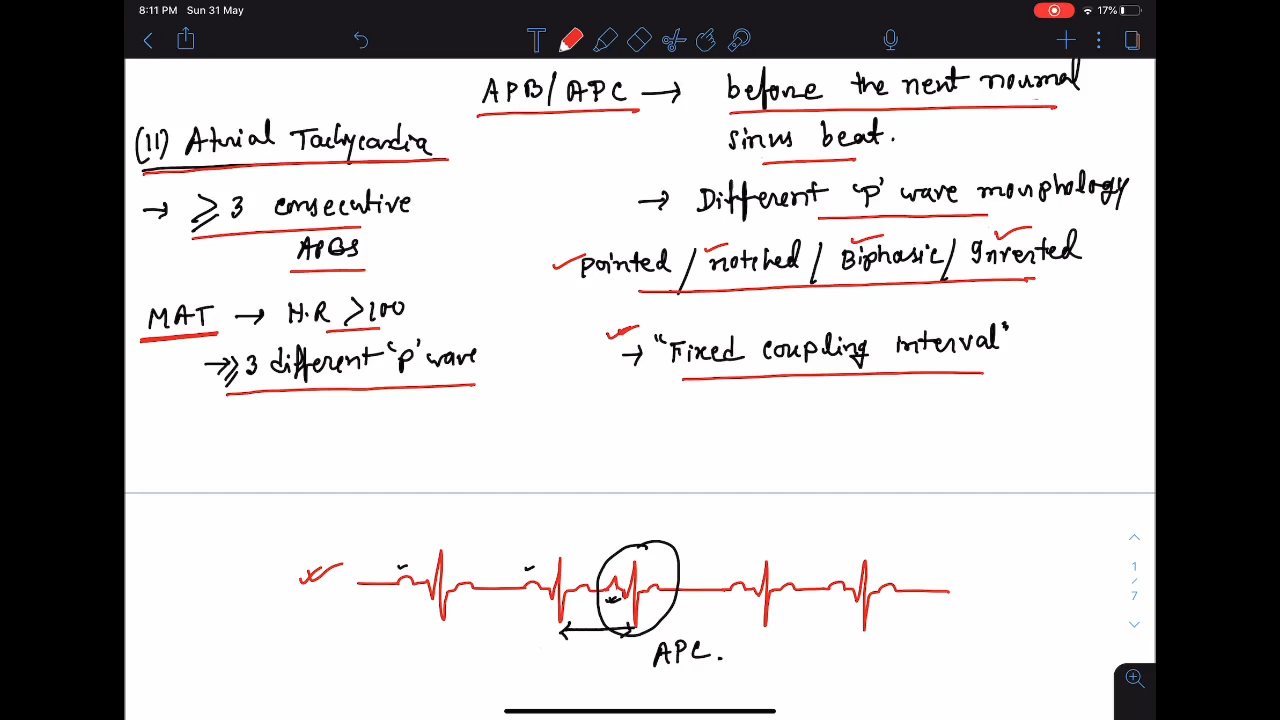 8:11 PM Sun 31 May
17%
APB/APC → before the next normal
sinus beat.
(11) Atrial Tachycardia
→ ≥ 3 consecutive
APCs
→ Different 'p' wave morphology
pointed / notched / Biphasic / Inverted
MAT → H.R >100
→ ≥ 3 different 'p' wave
→ "Fixed coupling interval"
APC.
1
/
7